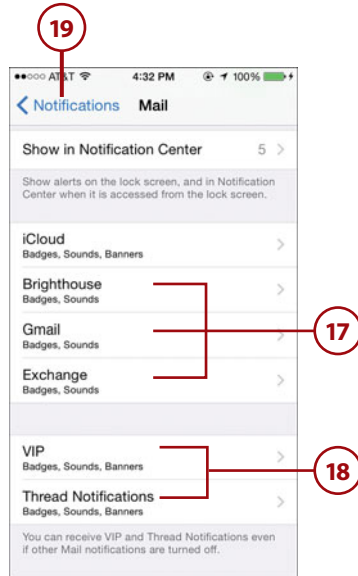 19
AT&T 4:32 PM 100%
Notifications Mail
Show in Notification Center 5
Show alerts on the lock screen, and in Notification
Center when it is accessed from the lock screen.
iCloud
Badges, Sounds, Banners
Brighthouse
Badges, Sounds
17
Gmail
Badges, Sounds
Exchange
Badges, Sounds
VIP
Badges, Sounds, Banners
18
Thread Notifications
Badges, Sounds, Banners
You can receive VIP and Thread Notifications even
if other Mail notifications are turned off.